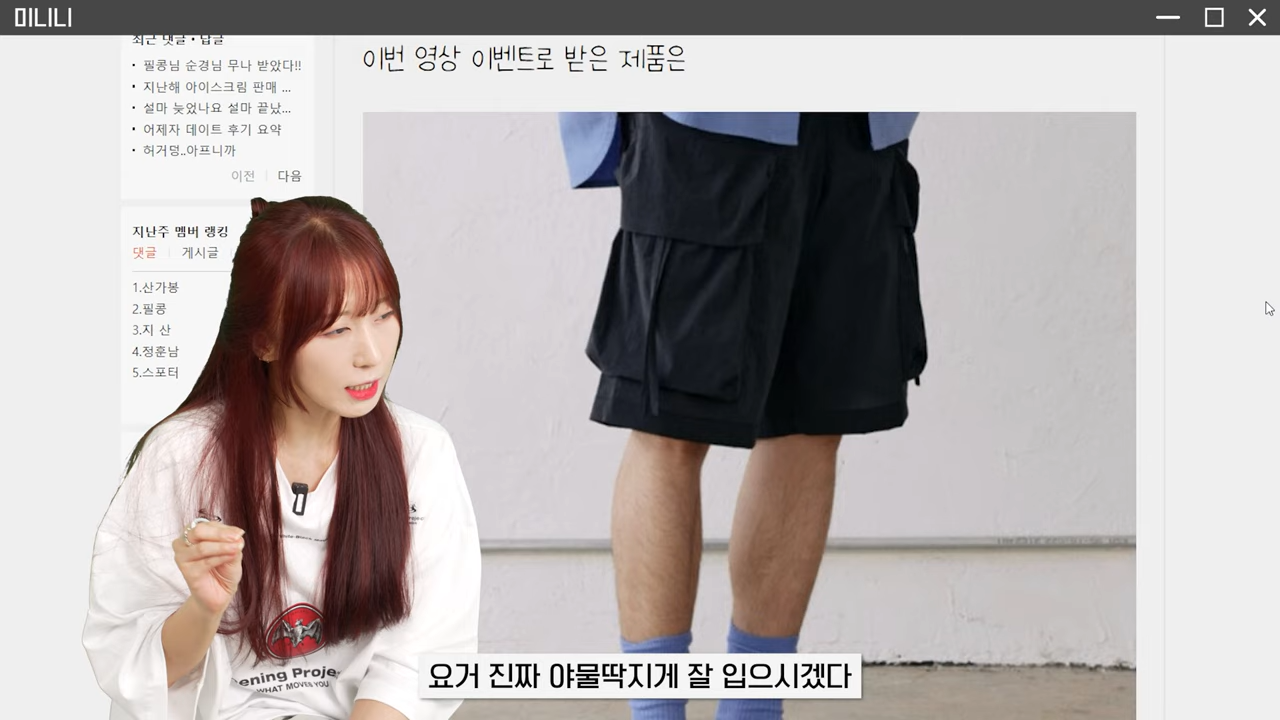 미니니
최근 댓글 · 답글
• 필콩님 순경님 무나 받았다!!
• 지난해 아이스크림 판매 ...
• 설마 늦었나요 설마 끝났...
• 어제자 데이트 후기 요약
• 허거덩..아프니까
이전 | 다음
지난주 멤버 랭킹
댓글 | 게시글
1.산가봉
2.필콩
3.지 산
4.정훈남
5.스포터
이번 영상 이벤트로 받은 제품은
ening Proje
WHAT MOVES YOU
요거 진짜 야물딱지게 잘 입으시겠다